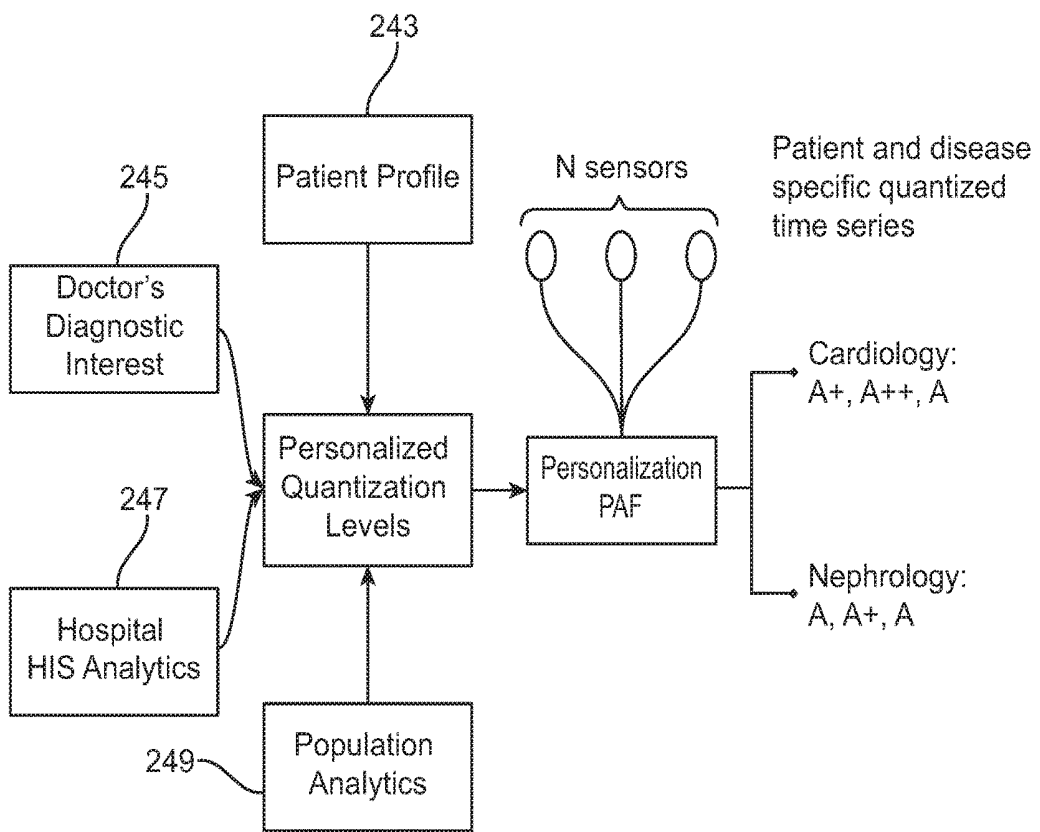 243
Patient Profile
N sensors
Patient and disease
specific quantized
time series
245
Doctor's
Diagnostic
Interest
Personalized
Quantization
Levels
Personalization
PAF
Cardiology:
A+, A++, A
Nephrology:
A, A+, A
247
Hospital
HIS Analytics
249
Population
Analytics